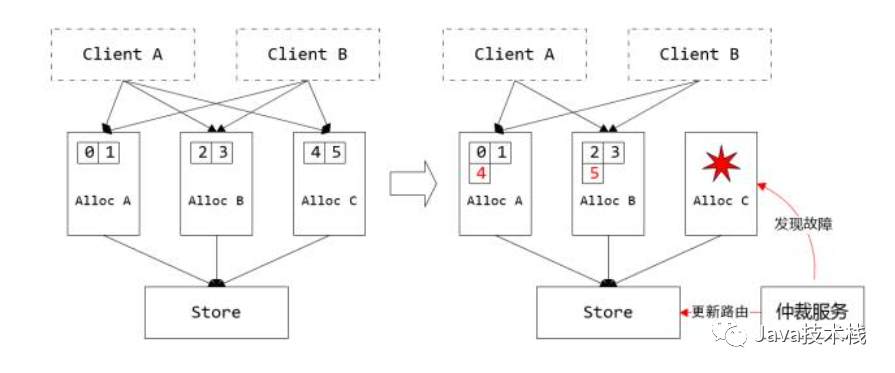 Client A
Client B
Client A
Client B
0 1
2 3
4 5
0 1
4
2 3
5
Alloc A
Alloc B
Alloc C
Alloc A
Alloc B
Alloc C
发现故障
Store
Store
更新路由
仲裁服务
Java技术栈